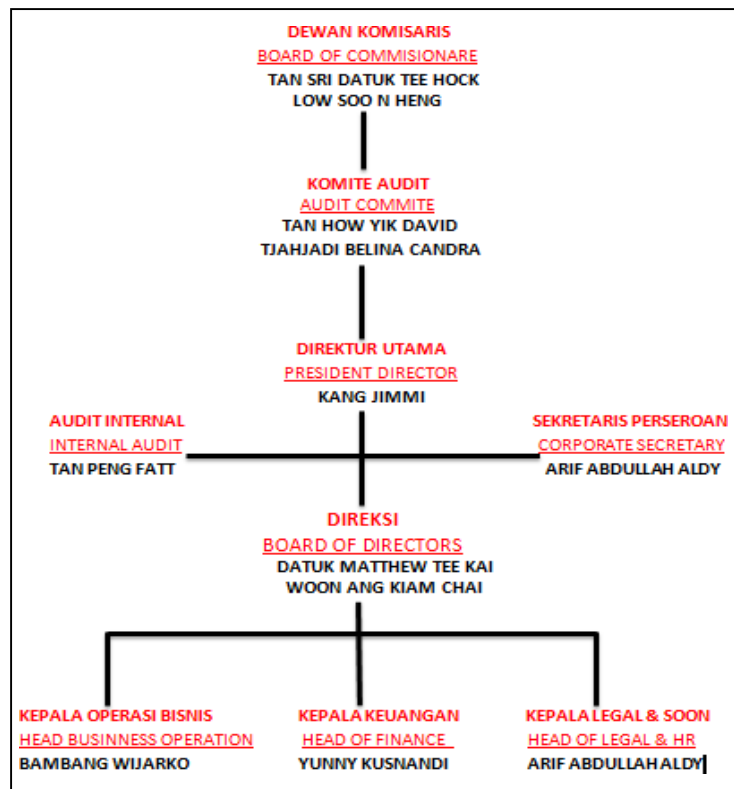 DEWAN KOMISARIS
BOARD OF COMMISIONARE
TAN SRI DATUK TEE HOCK
LOW SOO N HENG
KOMITE AUDIT
AUDIT COMMITE
TAN HOW YIK DAVID
TJAHJADI BELINA CANDRA
DIREKTUR UTAMA
PRESIDENT DIRECTOR
KANG JIMMI
AUDIT INTERNAL
INTERNAL AUDIT
TAN PENG FATT
SEKRETARIS PERSEROAN
CORPORATE SECRETARY
ARIF ABDULLAH ALDY
DIREKSI
BOARD OF DIRECTORS
DATUK MATTHEW TEE KAI
WOON ANG KIAM CHAI
KEPALA OPERASI BISNIS
HEAD BUSINNESS OPERATION
BAMBANG WIJARKO
KEPALA KEUANGAN
HEAD OF FINANCE
YUNNY KUSNANDI
KEPALA LEGAL & SOON
HEAD OF LEGAL & HR
ARIF ABDULLAH ALDY